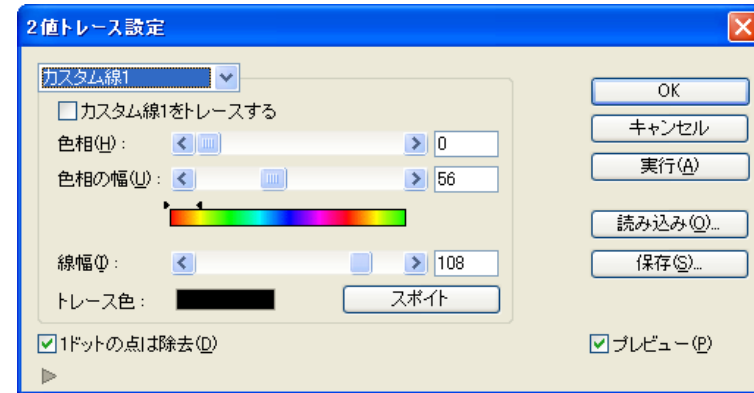 2値トレース設定
カスタム線1
カスタム線1をトレースする
色相(H): 0
色相の幅(U): 56
線幅(I): 108
トレース色: スポイト
1ドットの点は除去(D)
OK
キャンセル
実行(A)
読み込み(O)...
保存(S)...
プレビュー(P)